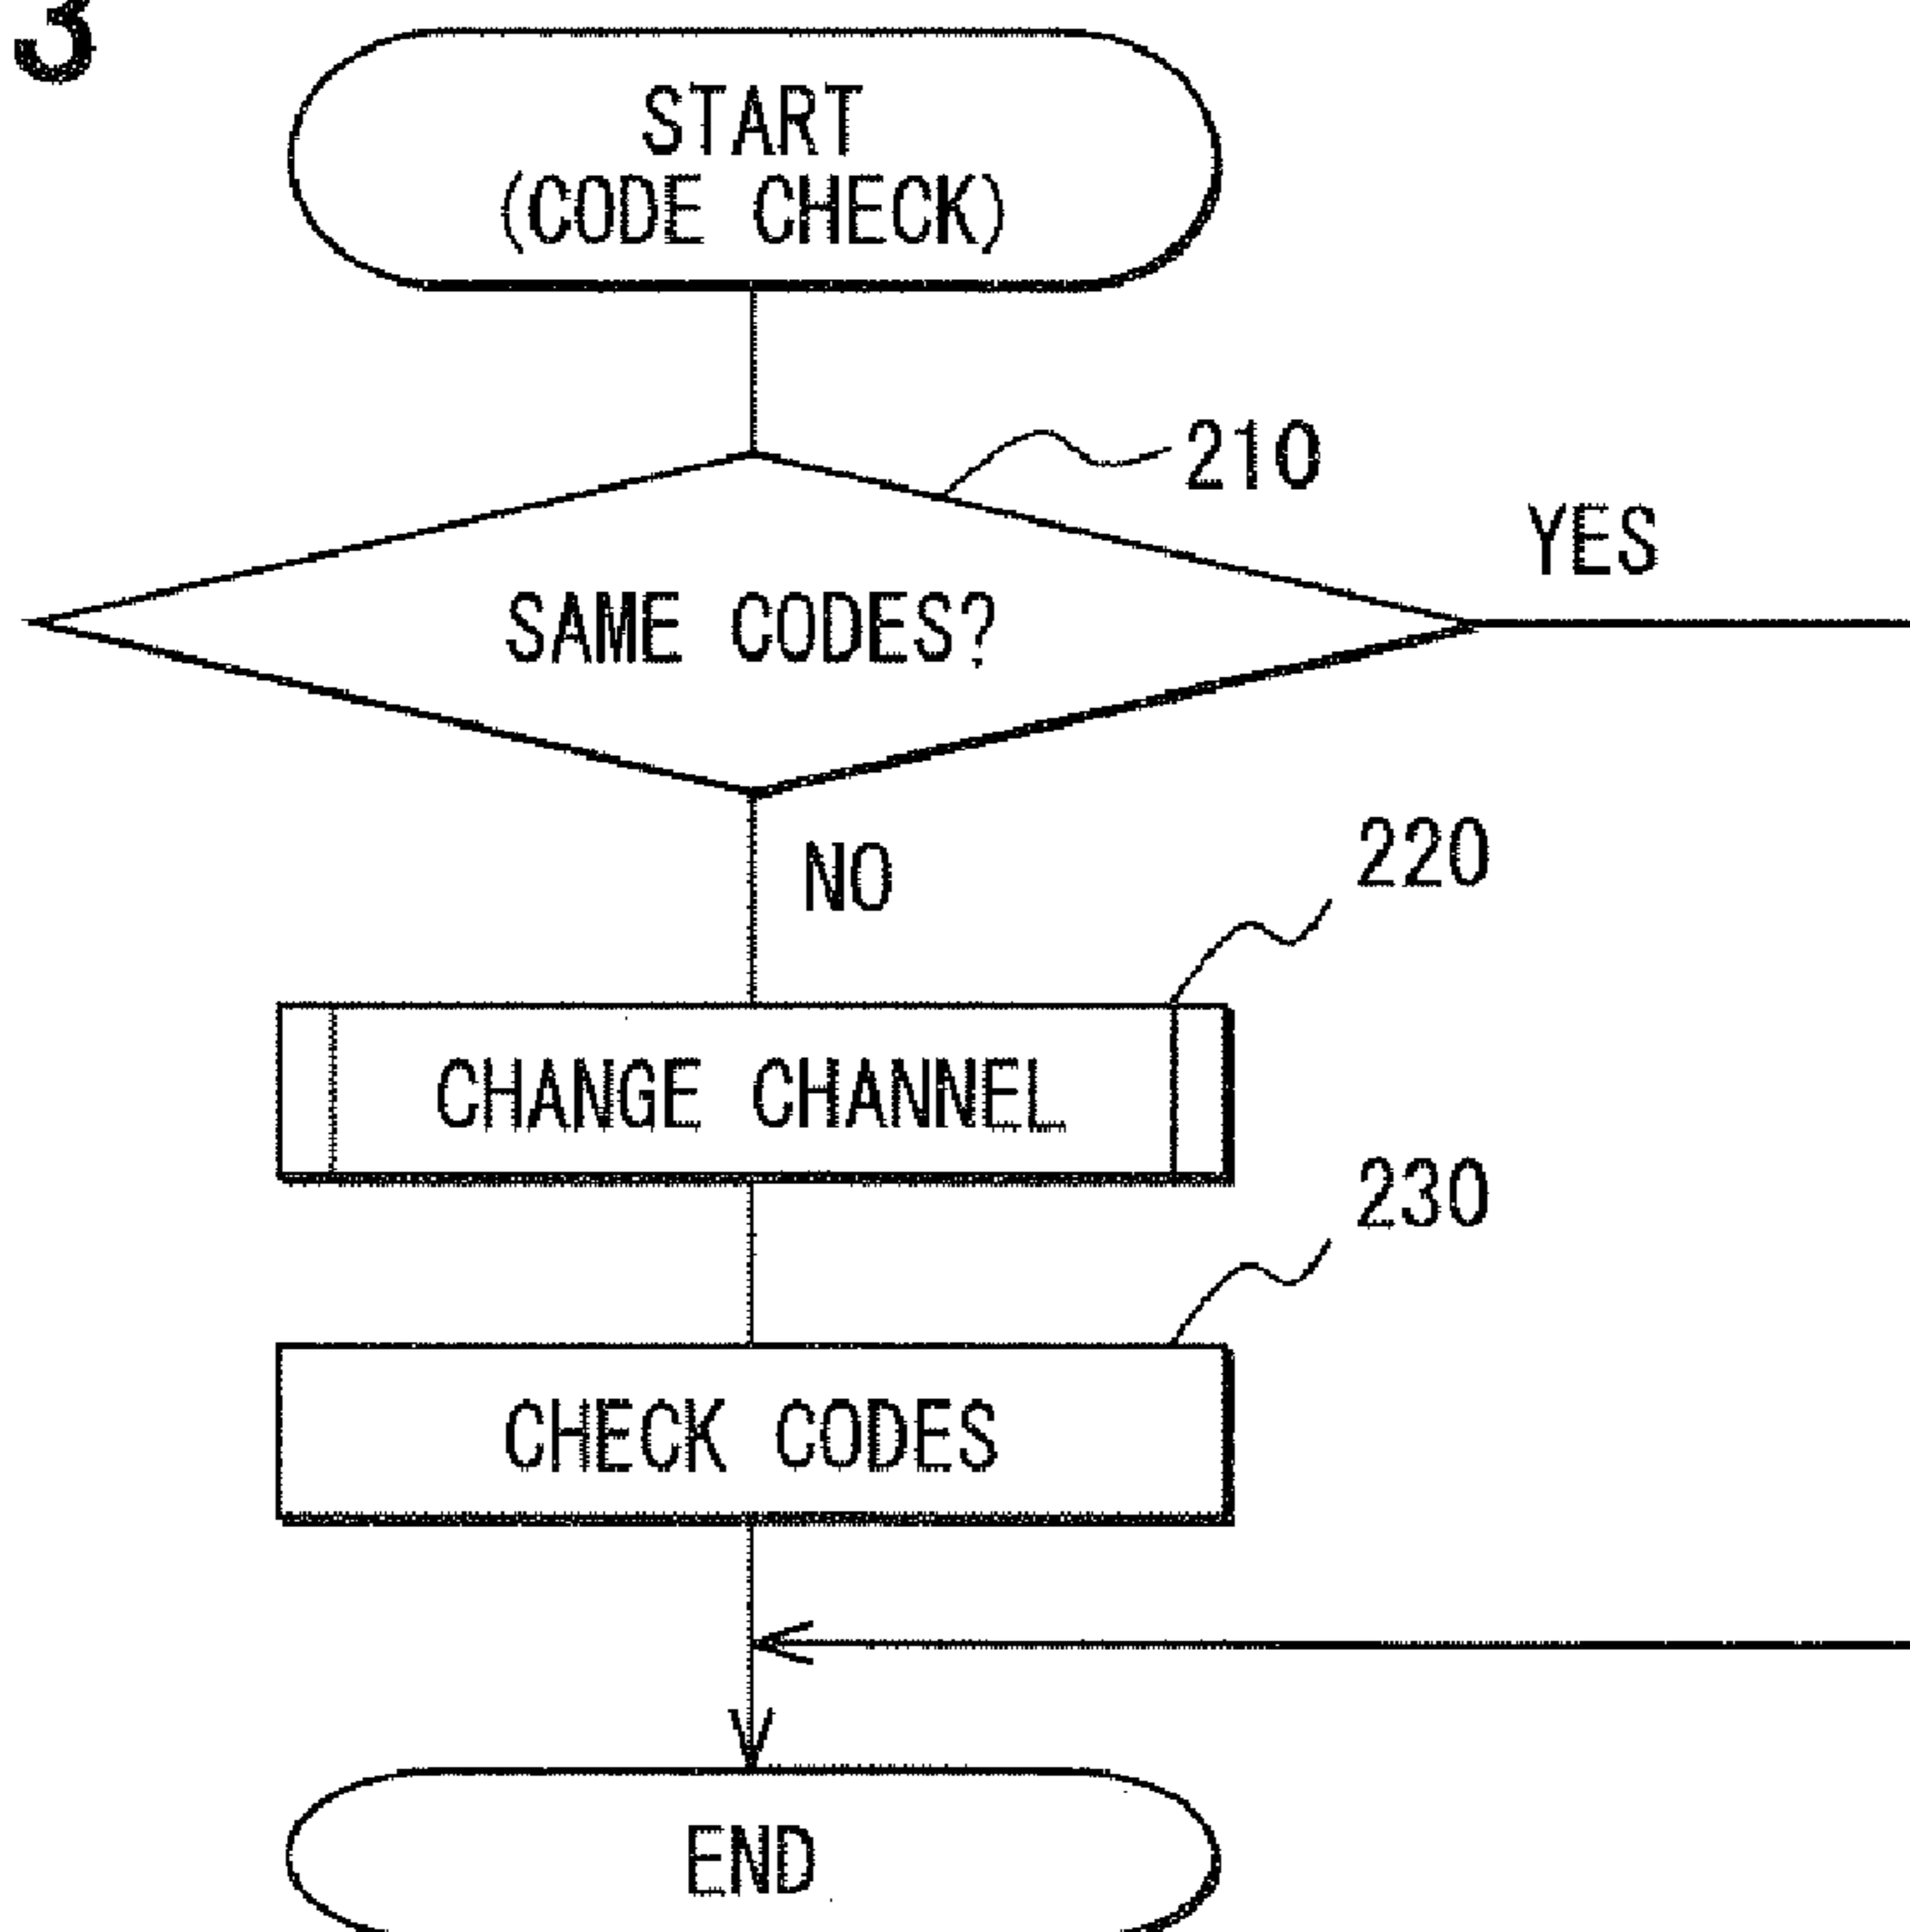 3
START
(CODE CHECK)
210
YES
SAME CODES?
NO
220
CHANGE CHANNEL
230
CHECK CODES
END